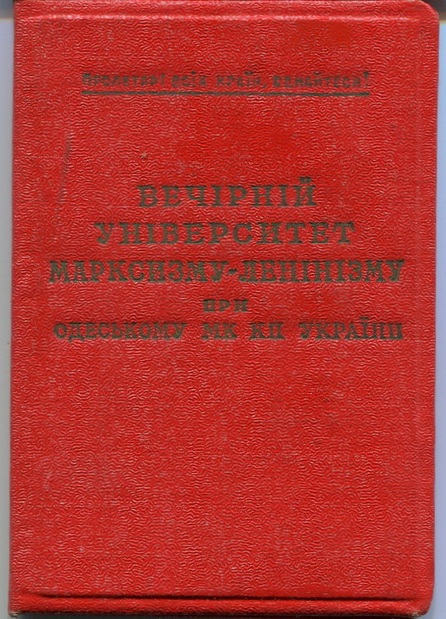 ПРОЛЕТАРІ ВСІХ КРАЇН, ЄДНАЙТЕСЯ!
ВЕЧІРНІЙ
УНІВЕРСИТЕТ
МАРКСИЗМУ-ЛЕНІНІЗМУ
ПРИ
ОДЕСЬКОМУ МК КП УКРАЇНИ